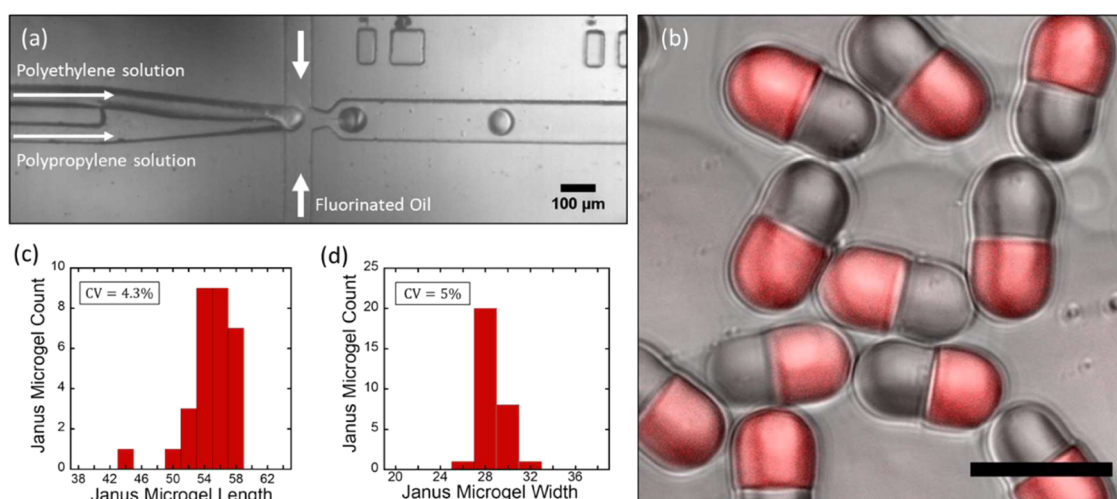 (a)
Polyethylene solution
Polypropylene solution
Fluorinated Oil
100 µm
(b)
(c)
CV = 4.3%
Janus Microgel Count
10
8
6
4
2
0
38 42 46 50 54 58 62
Janus Microgel Length
(d)
CV = 5%
Janus Microgel Count
25
20
15
10
5
0
20 24 28 32 36
Janus Microgel Width